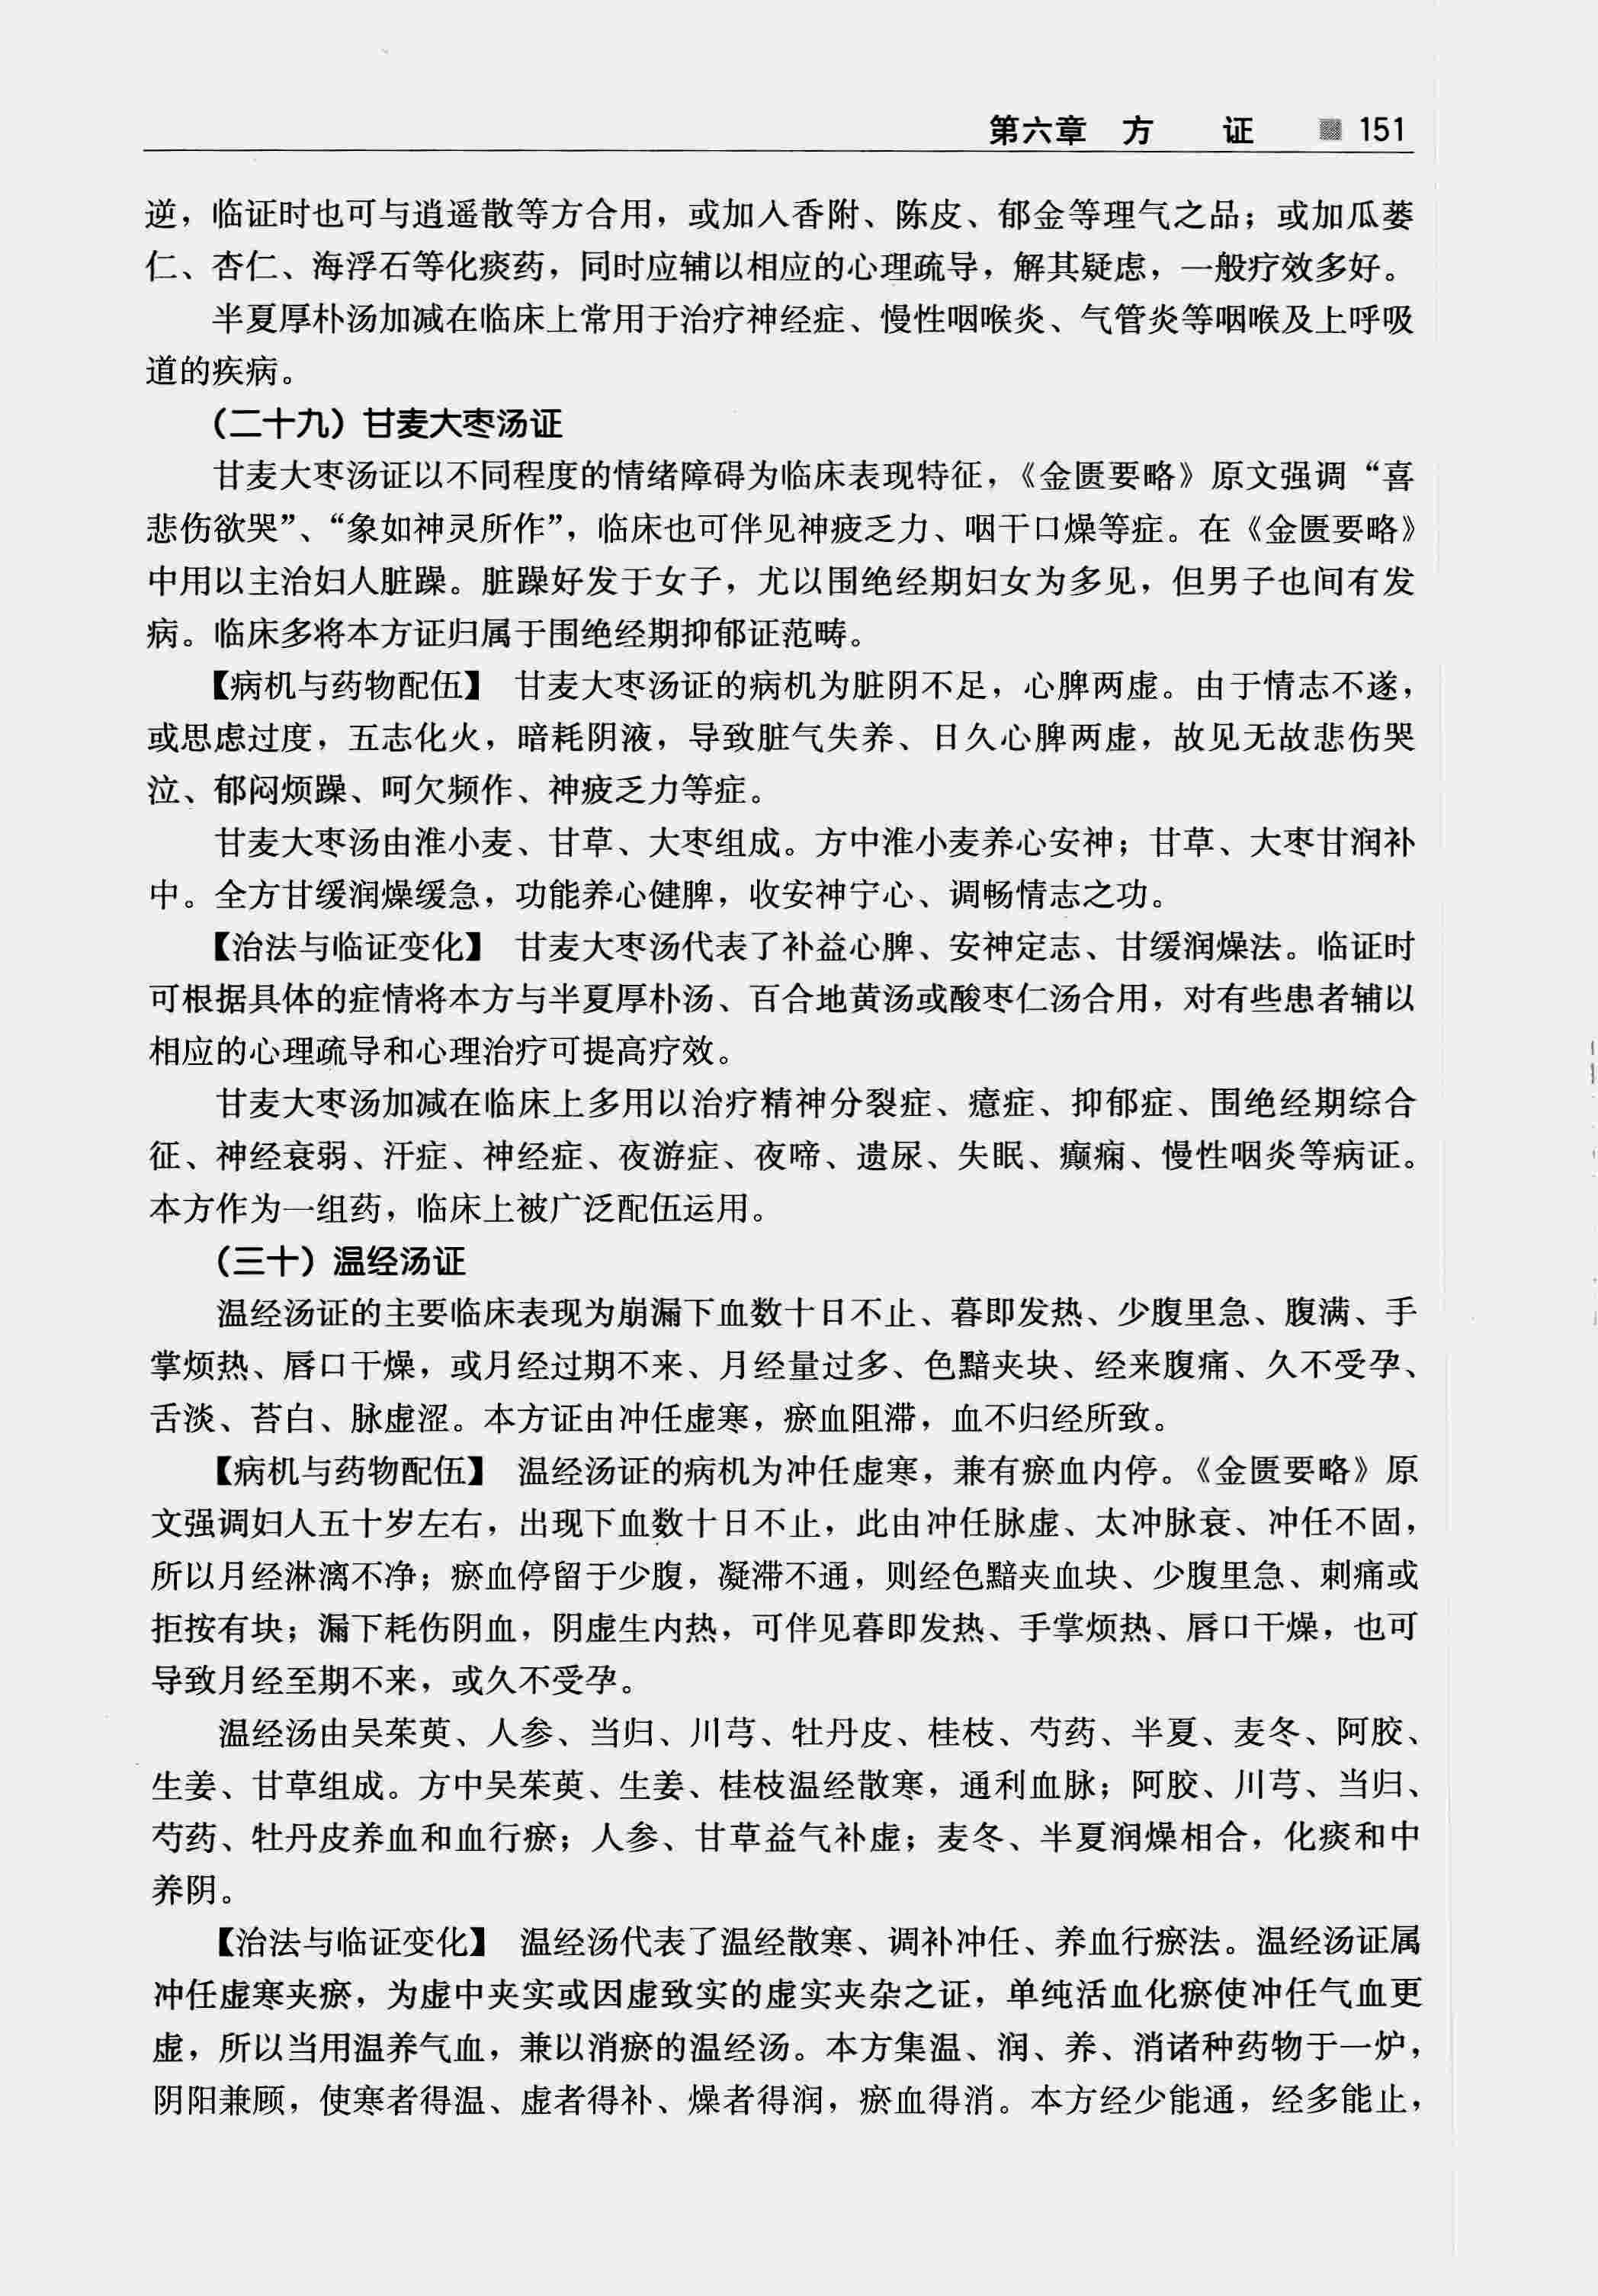 第六章 方 证 151
逆，临证时也可与逍遥散等方合用，或加入香附、陈皮、郁金等理气之品；或加瓜蒌
仁、杏仁、海浮石等化痰药，同时应辅以相应的心理疏导，解其疑虑，一般疗效多好。
半夏厚朴汤加减在临床上常用于治疗神经症、慢性咽喉炎、气管炎等咽喉及上呼吸
道的疾病。
（二十九）甘麦大枣汤证
甘麦大枣汤证以不同程度的情绪障碍为临床表现特征，《金匮要略》原文强调“喜
悲伤欲哭”、“象如神灵所作”，临床也可伴见神疲乏力、咽干口燥等症。在《金匮要略》
中用以主治妇人脏躁。脏躁好发于女子，尤以围绝经期妇女为多见，但男子也间有发
病。临床多将本方证归属于围绝经期抑郁证范畴。
【病机与药物配伍】 甘麦大枣汤证的病机为脏阴不足，心脾两虚。由于情志不遂，
或思虑过度，五志化火，暗耗阴液，导致脏气失养、日久心脾两虚，故见无故悲伤哭
泣、郁闷烦躁、呵欠频作、神疲乏力等症。
甘麦大枣汤由淮小麦、甘草、大枣组成。方中淮小麦养心安神；甘草、大枣甘润补
中。全方甘缓润燥缓急，功能养心健脾，收安神宁心、调畅情志之功。
【治法与临证变化】 甘麦大枣汤代表了补益心脾、安神定志、甘缓润燥法。临证时
可根据具体的症情将本方与半夏厚朴汤、百合地黄汤或酸枣仁汤合用，对有些患者辅以
相应的心理疏导和心理治疗可提高疗效。
甘麦大枣汤加减在临床上多用以治疗精神分裂症、癔症、抑郁症、围绝经期综合
征、神经衰弱、汗症、神经症、夜游症、夜啼、遗尿、失眠、癫痫、慢性咽炎等病证。
本方作为一组药，临床上被广泛配伍运用。
（三十）温经汤证
温经汤证的主要临床表现为崩漏下血数十日不止、暮即发热、少腹里急、腹满、手
掌烦热、唇口干燥，或月经过期不来、月经量过多、色黯夹块、经来腹痛、久不受孕、
舌淡、苔白、脉虚涩。本方证由冲任虚寒，瘀血阻滞，血不归经所致。
【病机与药物配伍】 温经汤证的病机为冲任虚寒，兼有瘀血内停。《金匮要略》原
文强调妇人五十岁左右，出现下血数十日不止，此由冲任脉虚、太冲脉衰、冲任不固，
所以月经淋漓不净；瘀血停留于少腹，凝滞不通，则经色黯夹血块、少腹里急、刺痛或
拒按有块；漏下耗伤阴血，阴虚生内热，可伴见暮即发热、手掌烦热、唇口干燥，也可
导致月经至期不来，或久不受孕。
温经汤由吴茱萸、人参、当归、川芎、牡丹皮、桂枝、芍药、半夏、麦冬、阿胶、
生姜、甘草组成。方中吴茱萸、生姜、桂枝温经散寒，通利血脉；阿胶、川芎、当归、
芍药、牡丹皮养血和血行瘀；人参、甘草益气补虚；麦冬、半夏润燥相合，化痰和中
养阴。
【治法与临证变化】 温经汤代表了温经散寒、调补冲任、养血行瘀法。温经汤证属
冲任虚寒夹瘀，为虚中夹实或因虚致实的虚实夹杂之证，单纯活血化瘀使冲任气血更
虚，所以当用温养气血，兼以消瘀的温经汤。本方集温、润、养、消诸种药物于一炉，
阴阳兼顾，使寒者得温、虚者得补、燥者得润，瘀血得消。本方经少能通，经多能止，